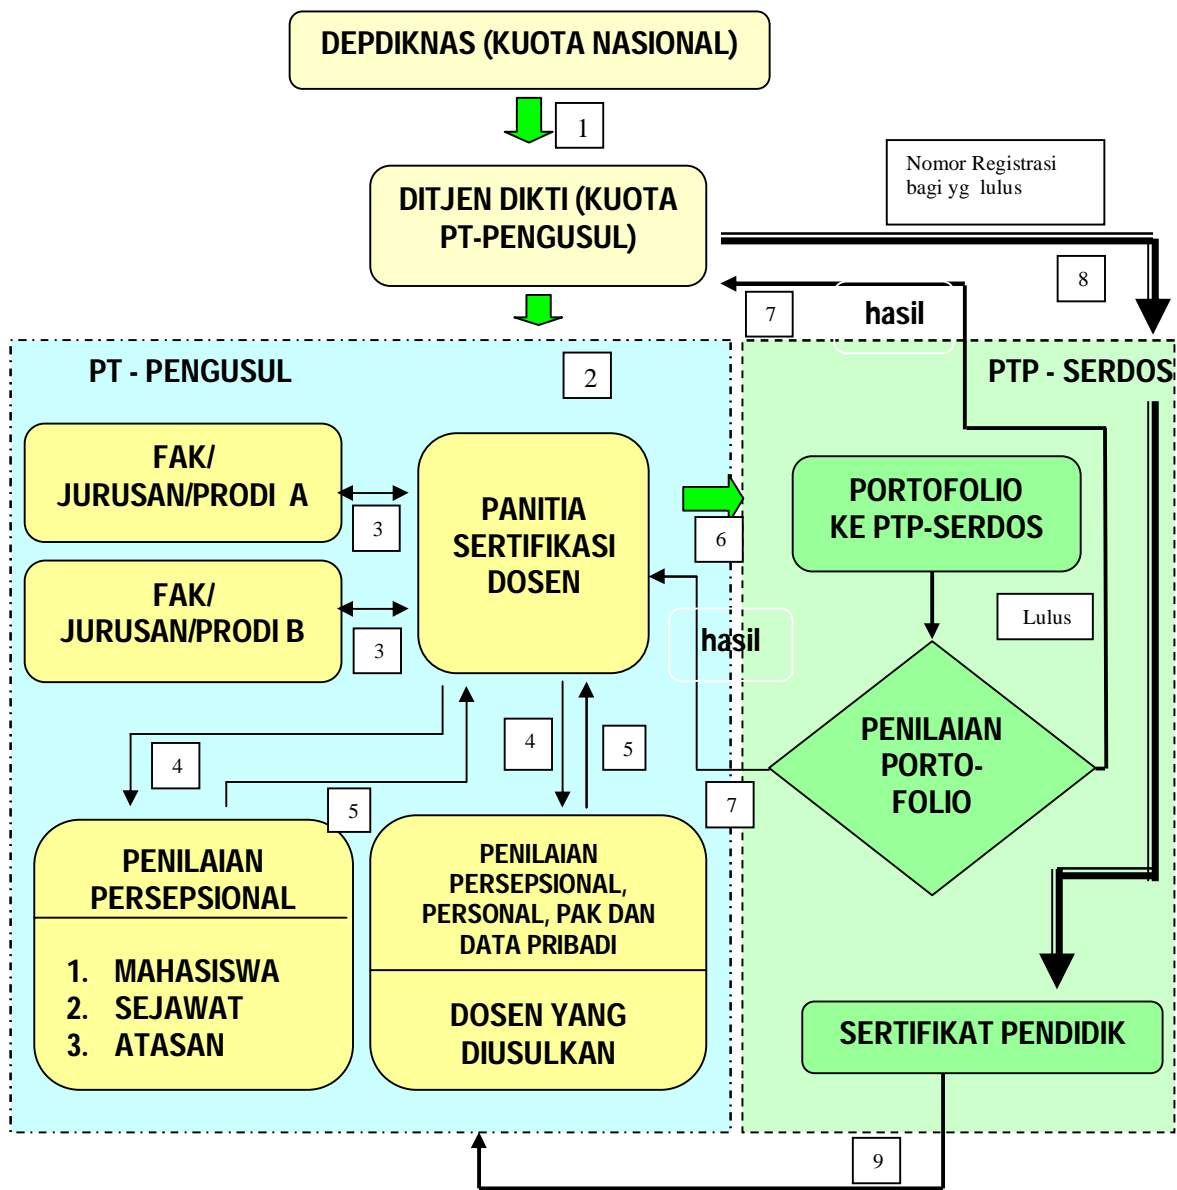 DEPDIKNAS (KUOTA NASIONAL)
1
Nomor Registrasi
bagi yg lulus
DITJEN DIKTI (KUOTA
PT-PENGUSUL)
8
7
hasil
PT - PENGUSUL
2
PTP - SERDOS
FAK/
JURUSAN/PRODI A
3
PANITIA
SERTIFIKASI
DOSEN
6
PORTOFOLIO
KE PTP-SERDOS
FAK/
JURUSAN/PRODI B
3
hasil
Lulus
4
5
4
5
7
PENILAIAN
PORTO-
FOLIO
PENILAIAN
PERSEPSIONAL
1. MAHASISWA
2. SEJAWAT
3. ATASAN
PENILAIAN
PERSEPSIONAL,
PERSONAL, PAK DAN
DATA PRIBADI
DOSEN YANG
DIUSULKAN
SERTIFIKAT PENDIDIK
9